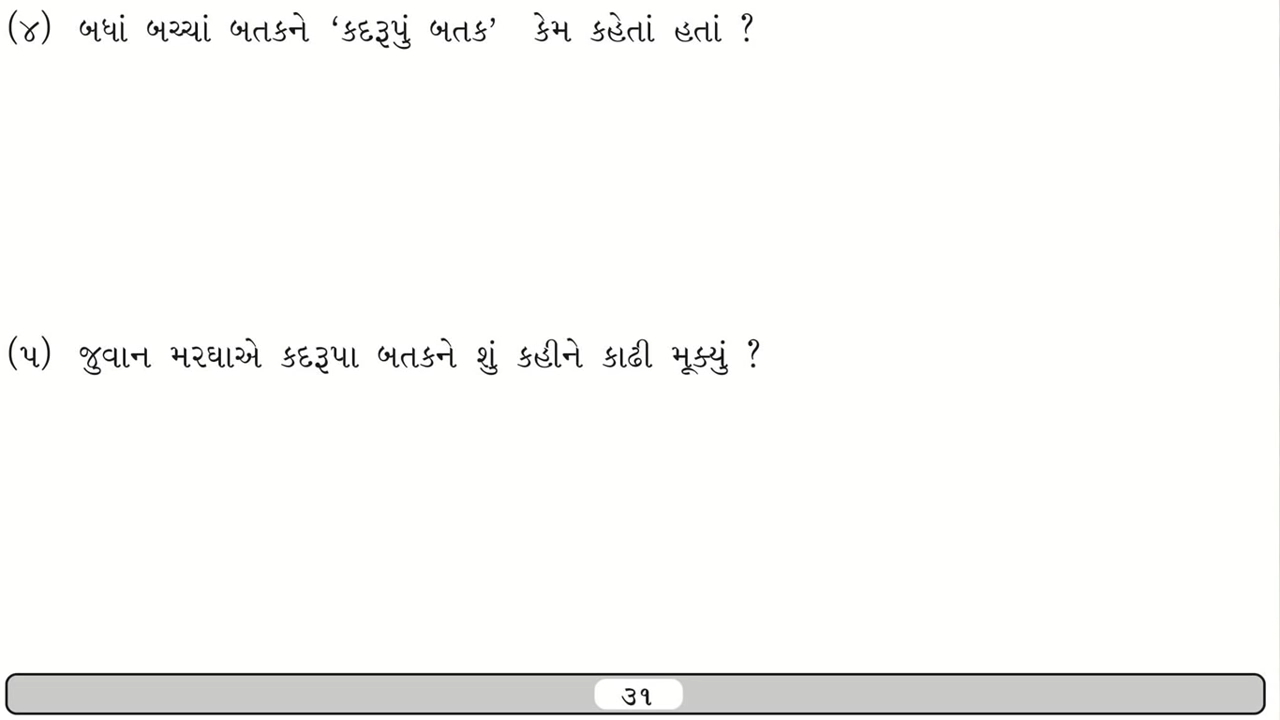 (૪) બધાં બચ્ચાં બતકને ‘કદરૂપું બતક’ કેમ કહેતાં હતાં ?
(૫) જુવાન મરઘાએ કદરૂપા બતકને શું કહીને કાઢી મૂક્યું ?
૩૧